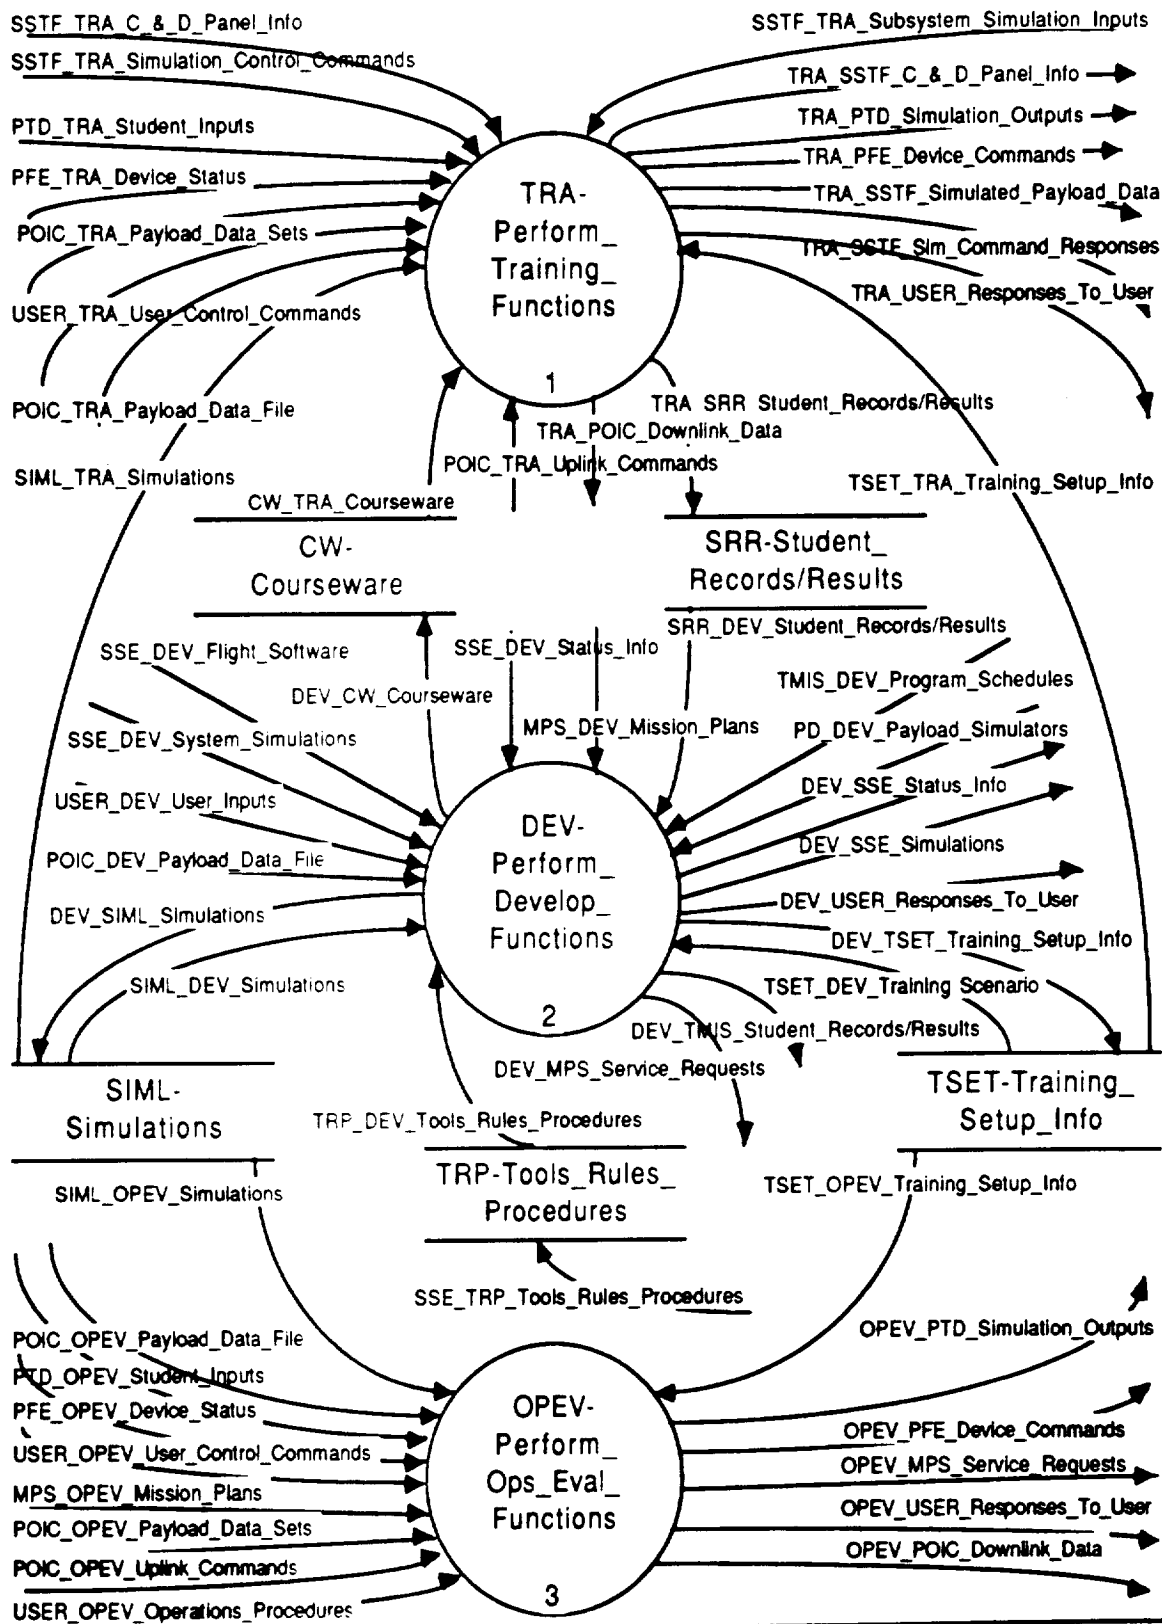 SSTF_TRA_C_&_D_Panel_Info
SSTF_TRA_Subsystem_Simulation_Inputs
SSTF_TRA_Simulation_Control_Commands
TRA_SSTF_C_&_D_Panel_Info
PTD_TRA_Student_Inputs
TRA_PTD_Simulation_Outputs
PFE_TRA_Device_Status
TRA_PFE_Device_Commands
TRA_SSTF_Simulated_Payload_Data
POIC_TRA_Payload_Data_Sets
TRA_SSTF_Sim_Command_Responses
USER_TRA_User_Control_Commands
TRA_USER_Responses_To_User
TRA-
Perform_
Training_
Functions
1
POIC_TRA_Payload_Data_File
TRA_SRR_Student_Records/Results
TRA_POIC_Downlink_Data
POIC_TRA_Uplink_Commands
SIML_TRA_Simulations
TSET_TRA_Training_Setup_Info
CW_TRA_Courseware
CW-
Courseware
SRR-Student_
Records/Results
SRR_DEV_Student_Records/Results
SSE_DEV_Flight_Software
SSE_DEV_Status_Info
TMIS_DEV_Program_Schedules
DEV_CW_Courseware
MPS_DEV_Mission_Plans
PD_DEV_Payload_Simulators
SSE_DEV_System_Simulations
DEV_SSE_Status_Info
USER_DEV_User_Inputs
DEV_SSE_Simulations
POIC_DEV_Payload_Data_File
DEV_USER_Responses_To_User
DEV_SIML_Simulations
DEV_TSET_Training_Setup_Info
SIML_DEV_Simulations
TSET_DEV_Training Scenario
DEV-
Perform_
Develop_
Functions
2
DEV_TMIS_Student_Records/Results
DEV_MPS_Service_Requests
SIML-
Simulations
TSET-Training_
Setup_Info
TRP_DEV_Tools_Rules_Procedures
TRP-Tools_Rules_
Procedures
SIML_OPEV_Simulations
TSET_OPEV_Training_Setup_Info
SSE_TRP_Tools_Rules_Procedures
POIC_OPEV_Payload_Data_File
OPEV_PTD_Simulation_Outputs
PTD_OPEV_Student_Inputs
PFE_OPEV_Device_Status
OPEV_PFE_Device_Commands
USER_OPEV_User_Control_Commands
OPEV_MPS_Service_Requests
MPS_OPEV_Mission_Plans
OPEV_USER_Responses_To_User
POIC_OPEV_Payload_Data_Sets
OPEV_POIC_Downlink_Data
POIC_OPEV_Uplink_Commands
USER_OPEV_Operations_Procedures
OPEV-
Perform_
Ops_Eval_
Functions
3